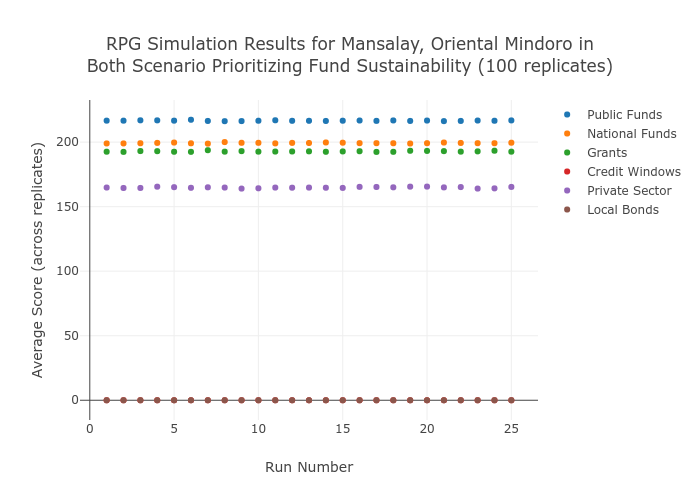 RPG Simulation Results for Mansalay, Oriental Mindoro in
Both Scenario Prioritizing Fund Sustainability (100 replicates)
Public Funds
National Funds
Grants
Credit Windows
Private Sector
Local Bonds
Average Score (across replicates)
200
150
100
50
0
0
5
10
15
20
25
Run Number